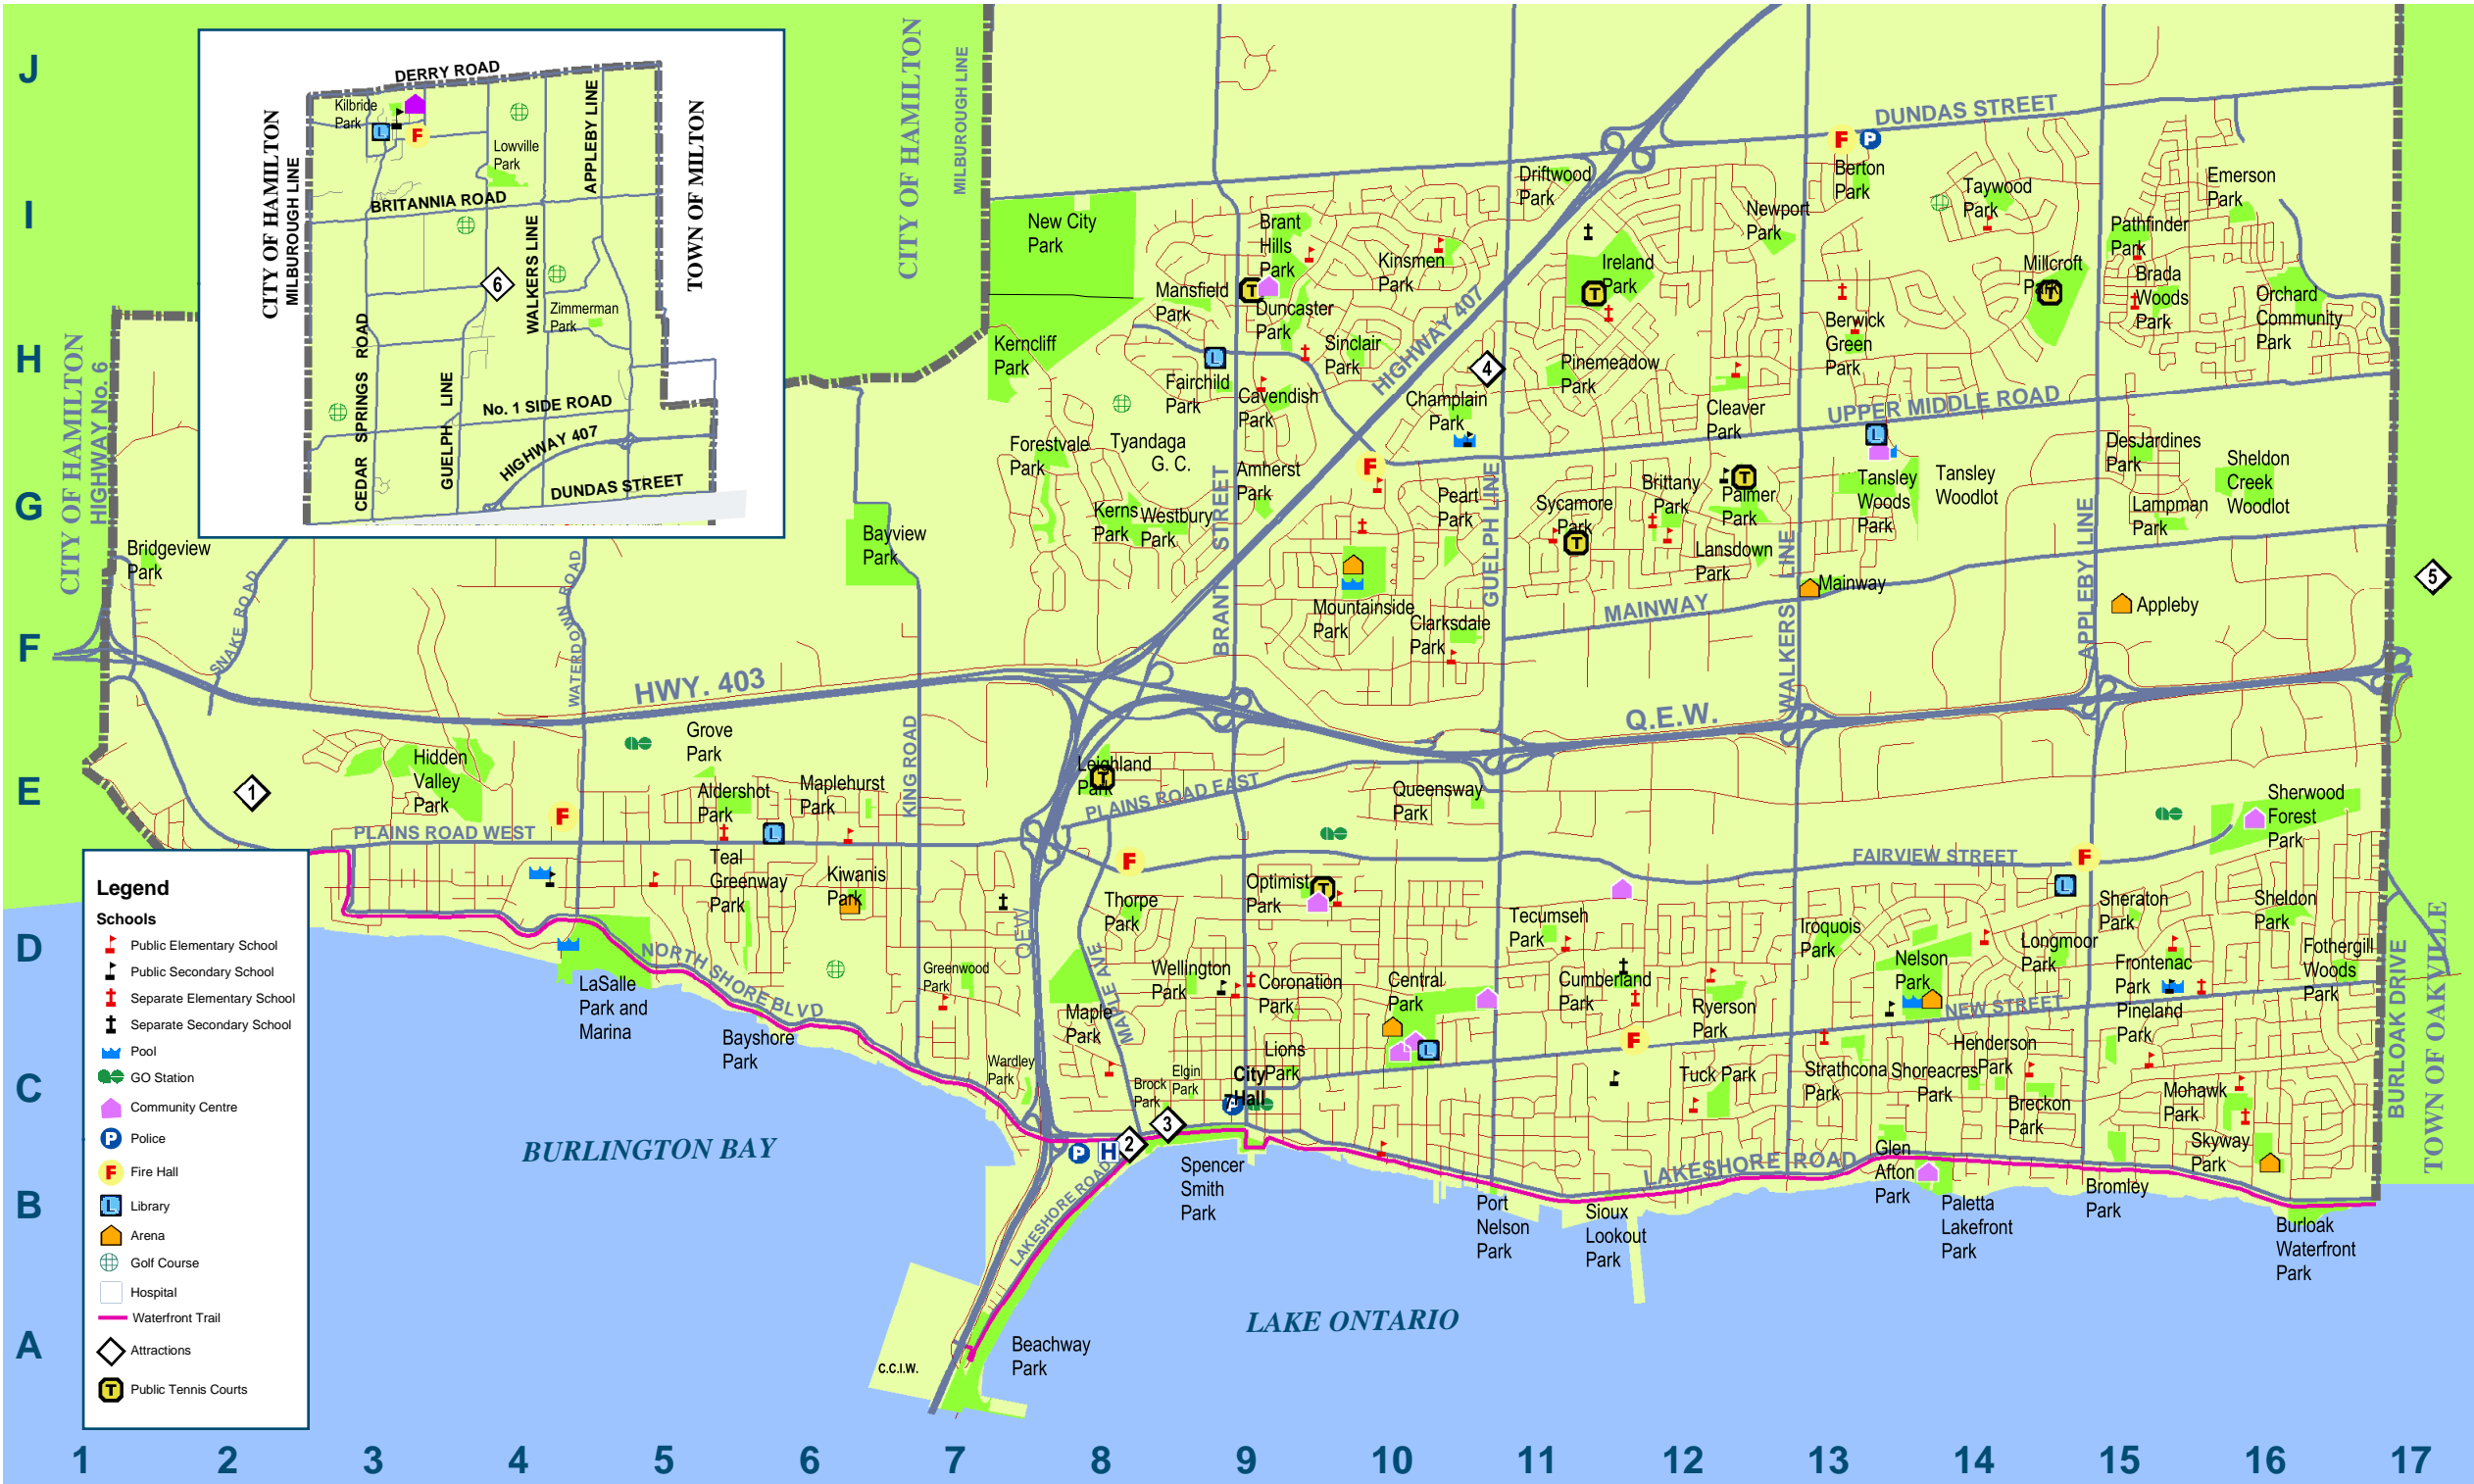 J
I
H
G
F
E
D
C
B
A
1
2
3
4
5
6
7
8
9
10
11
12
13
14
15
16
17
DERRY ROAD
Kilbride
Park
L
F
Lowville
Park
BRITANNIA ROAD
APPLEBY LINE
WALKERS LINE
6
Zimmerman
Park
CITY OF HAMILTON
MILBOROUGH LINE
TOWN OF MILTON
CEDAR SPRINGS ROAD
GUELPH LINE
No. 1 SIDE ROAD
HIGHWAY 407
DUNDAS STREET
CITY OF HAMILTON
MILBOROUGH LINE
CITY OF HAMILTON
HIGHWAY No. 6
DUNDAS STREET
F
P
Berton
Park
Driftwood
Park
Taywood
Park
Emerson
Park
Newport
Park
Pathfinder
Park
New City
Park
Brant
Hills
Park
Kinsmen
Park
Ireland
Park
T
Millcroft
Park
T
Brada
Woods
Park
Orchard
Community
Park
Mansfield
Park
T
Duncaster
Park
HIGHWAY 407
Berwick
Green
Park
Kerncliff
Park
L
Sinclair
Park
4
Pinemeadow
Park
Fairchild
Park
Cavendish
Park
Champlain
Park
Cleaver
Park
UPPER MIDDLE ROAD
L
Forestvale
Park
Tyandaga
G. C.
Amherst
Park
F
DesJardines
Park
Sheldon
Creek
Woodlot
Tansley
Woods
Park
Tansley
Woodlot
Peart
Park
Sycamore
Park
T
Brittany
Park
T
Palmer
Park
Lampman
Park
Kerns
Park
Westbury
Park
BRANT STREET
GUELPH LINE
WALKERS LINE
APPLEBY LINE
Bayview
Park
Bridgeview
Park
Lansdown
Park
Mainway
MAINWAY
Appleby
5
Mountainside
Park
Clarksdale
Park
SNAKE ROAD
WATERDOWN ROAD
HWY. 403
Q.E.W.
Grove
Park
KING ROAD
Hidden
Valley
Park
1
Leighland
Park
T
PLAINS ROAD EAST
Aldershot
Park
Maplehurst
Park
Queensway
Park
Sherwood
Forest
Park
F
L
PLAINS ROAD WEST
F
FAIRVIEW STREET
F
Teal
Greenway
Park
Kiwanis
Park
Optimist
Park
T
L
Thorpe
Park
Tecumseh
Park
Iroquois
Park
Longmoor
Park
Sheraton
Park
Sheldon
Park
QEW
MAPLE AVE
NORTH SHORE BLVD
Greenwood
Park
Wellington
Park
Coronation
Park
Central
Park
Cumberland
Park
Ryerson
Park
Nelson
Park
Frontenac
Park
Fothergill
Woods
Park
NEW STREET
Pineland
Park
BURLOAK DRIVE
TOWN OF OAKVILLE
LaSalle
Park and
Marina
Bayshore
Park
Maple
Park
L
F
Lions
Park
Wardley
Park
Brock
Park
Elgin
Park
City
Hall
P
Tuck Park
Strathcona
Park
Shoreacres
Park
Henderson
Park
Breckon
Park
Mohawk
Park
Skyway
Park
BURLINGTON BAY
P
H
2
3
Spencer
Smith
Park
LAKESHORE ROAD
LAKESHORE ROAD
Glen
Afton
Park
Port
Nelson
Park
Sioux
Lookout
Park
Paletta
Lakefront
Park
Bromley
Park
Burloak
Waterfront
Park
LAKE ONTARIO
Beachway
Park
C.C.I.W.
Legend
Schools
Public Elementary School
Public Secondary School
Separate Elementary School
Separate Secondary School
Pool
GO Station
Community Centre
P Police
F Fire Hall
L Library
Arena
Golf Course
Hospital
Waterfront Trail
Attractions
T Public Tennis Courts